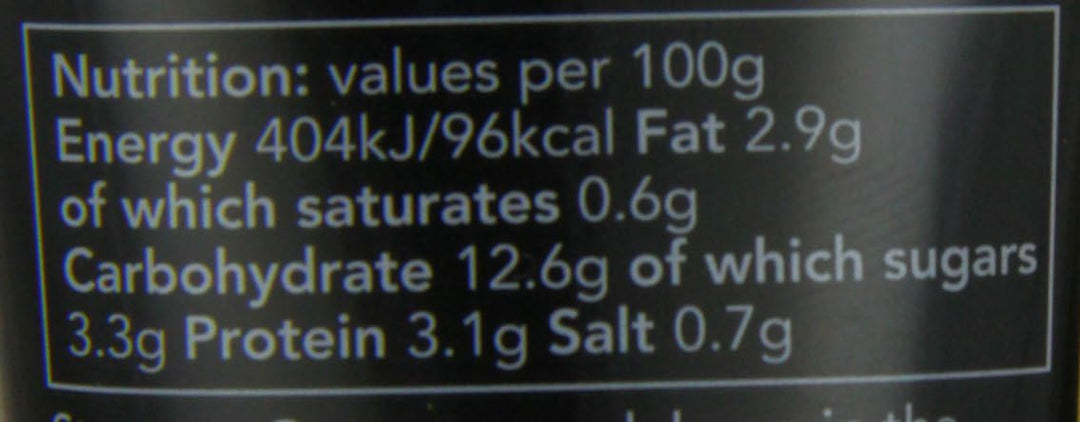 Nutrition: values per 100g
Energy 404kJ/96kcal Fat 2.9g
of which saturates 0.6g
Carbohydrate 12.6g of which sugars
3.3g Protein 3.1g Salt 0.7g